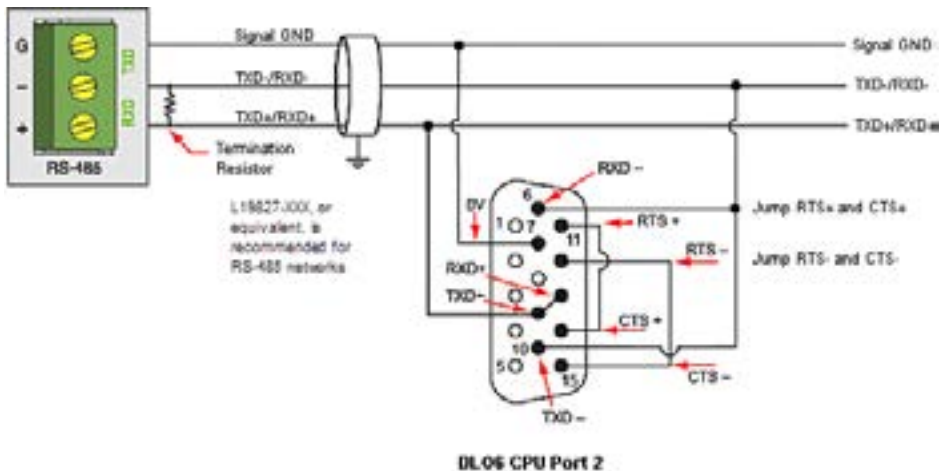 G
−
+
TXD
RXD
RS-485
Signal GND
TXD-/RXD-
TXD+/RXD+
Signal GND
TXD-/RXD-
TXD+/RXD+
Termination
Resistor
L19827-XXX, or
equivalent, is
recommended for
RS-485 networks
0V
RXD −
6
1
7
11
RTS +
Jump RTS+ and CTS+
RTS −
Jump RTS- and CTS-
RXD+
TXD+
CTS +
10
5
15
CTS −
TXD −
DL06 CPU Port 2